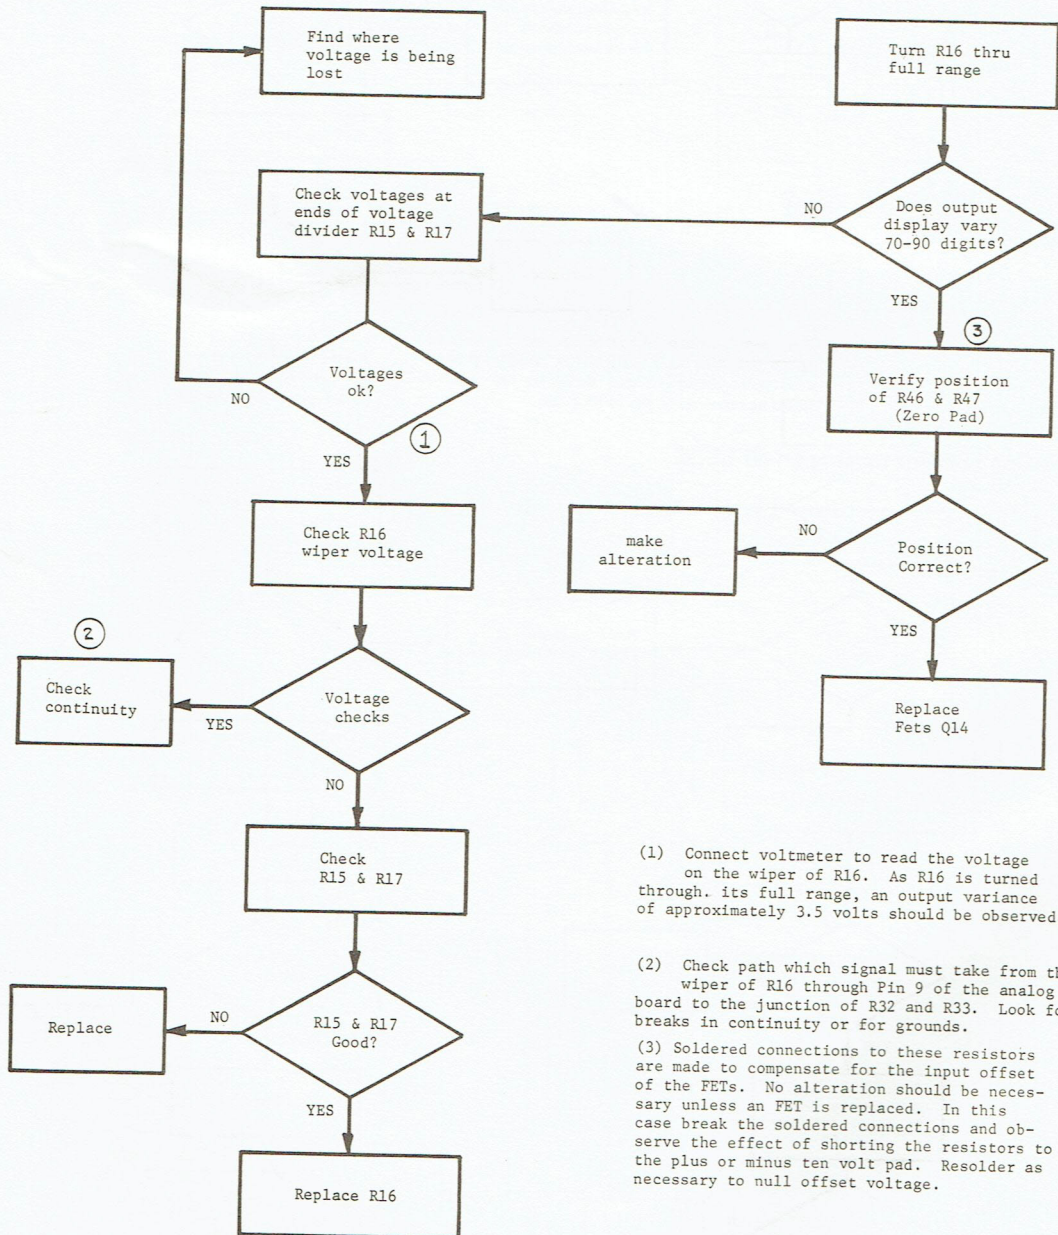 Find where
voltage is being
lost
Turn R16 thru
full range
Check voltages at
ends of voltage
divider R15 & R17
NO
Does output
display vary
70-90 digits?
YES
3
Voltages
ok?
NO
1
YES
Verify position
of R46 & R47
(Zero Pad)
Check R16
wiper voltage
make
alteration
NO
Position
Correct?
YES
2
Check
continuity
YES
Voltage
checks
NO
Replace
Fets Q14
Check
R15 & R17
Replace
NO
R15 & R17
Good?
YES
Replace R16
(1) Connect voltmeter to read the voltage
on the wiper of R16. As R16 is turned
through. its full range, an output variance
of approximately 3.5 volts should be observed
(2) Check path which signal must take from
wiper of R16 through Pin 9 of the analog
board to the junction of R32 and R33. Look
breaks in continuity or for grounds.
(3) Soldered connections to these resistors
are made to compensate for the input offset
of the FETs. No alteration should be neces-
sary unless an FET is replaced. In this
case break the soldered connections and ob-
serve the effect of shorting the resistors to
the plus or minus ten volt pad. Resolder as
necessary to null offset voltage.